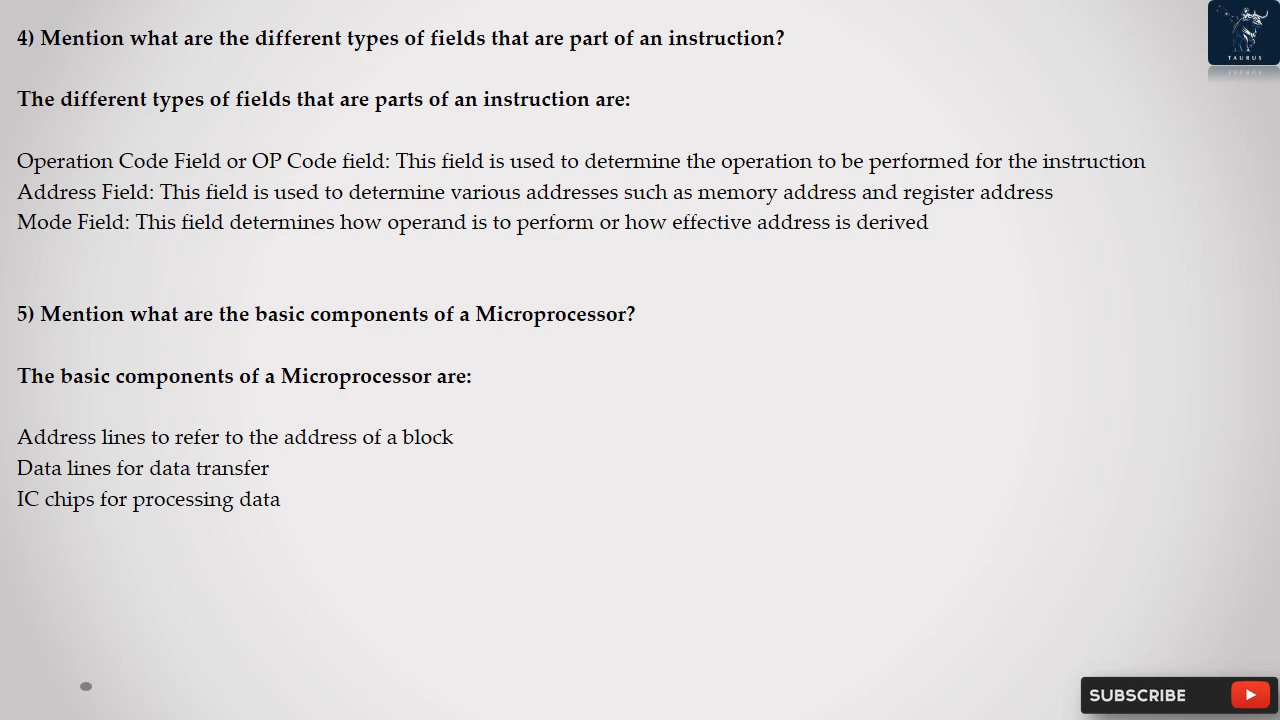 4) Mention what are the different types of fields that are part of an instruction?
TAURUS
The different types of fields that are parts of an instruction are:
Operation Code Field or OP Code field: This field is used to determine the operation to be performed for the instruction
Address Field: This field is used to determine various addresses such as memory address and register address
Mode Field: This field determines how operand is to perform or how effective address is derived
5) Mention what are the basic components of a Microprocessor?
The basic components of a Microprocessor are:
Address lines to refer to the address of a block
Data lines for data transfer
IC chips for processing data
SUBSCRIBE